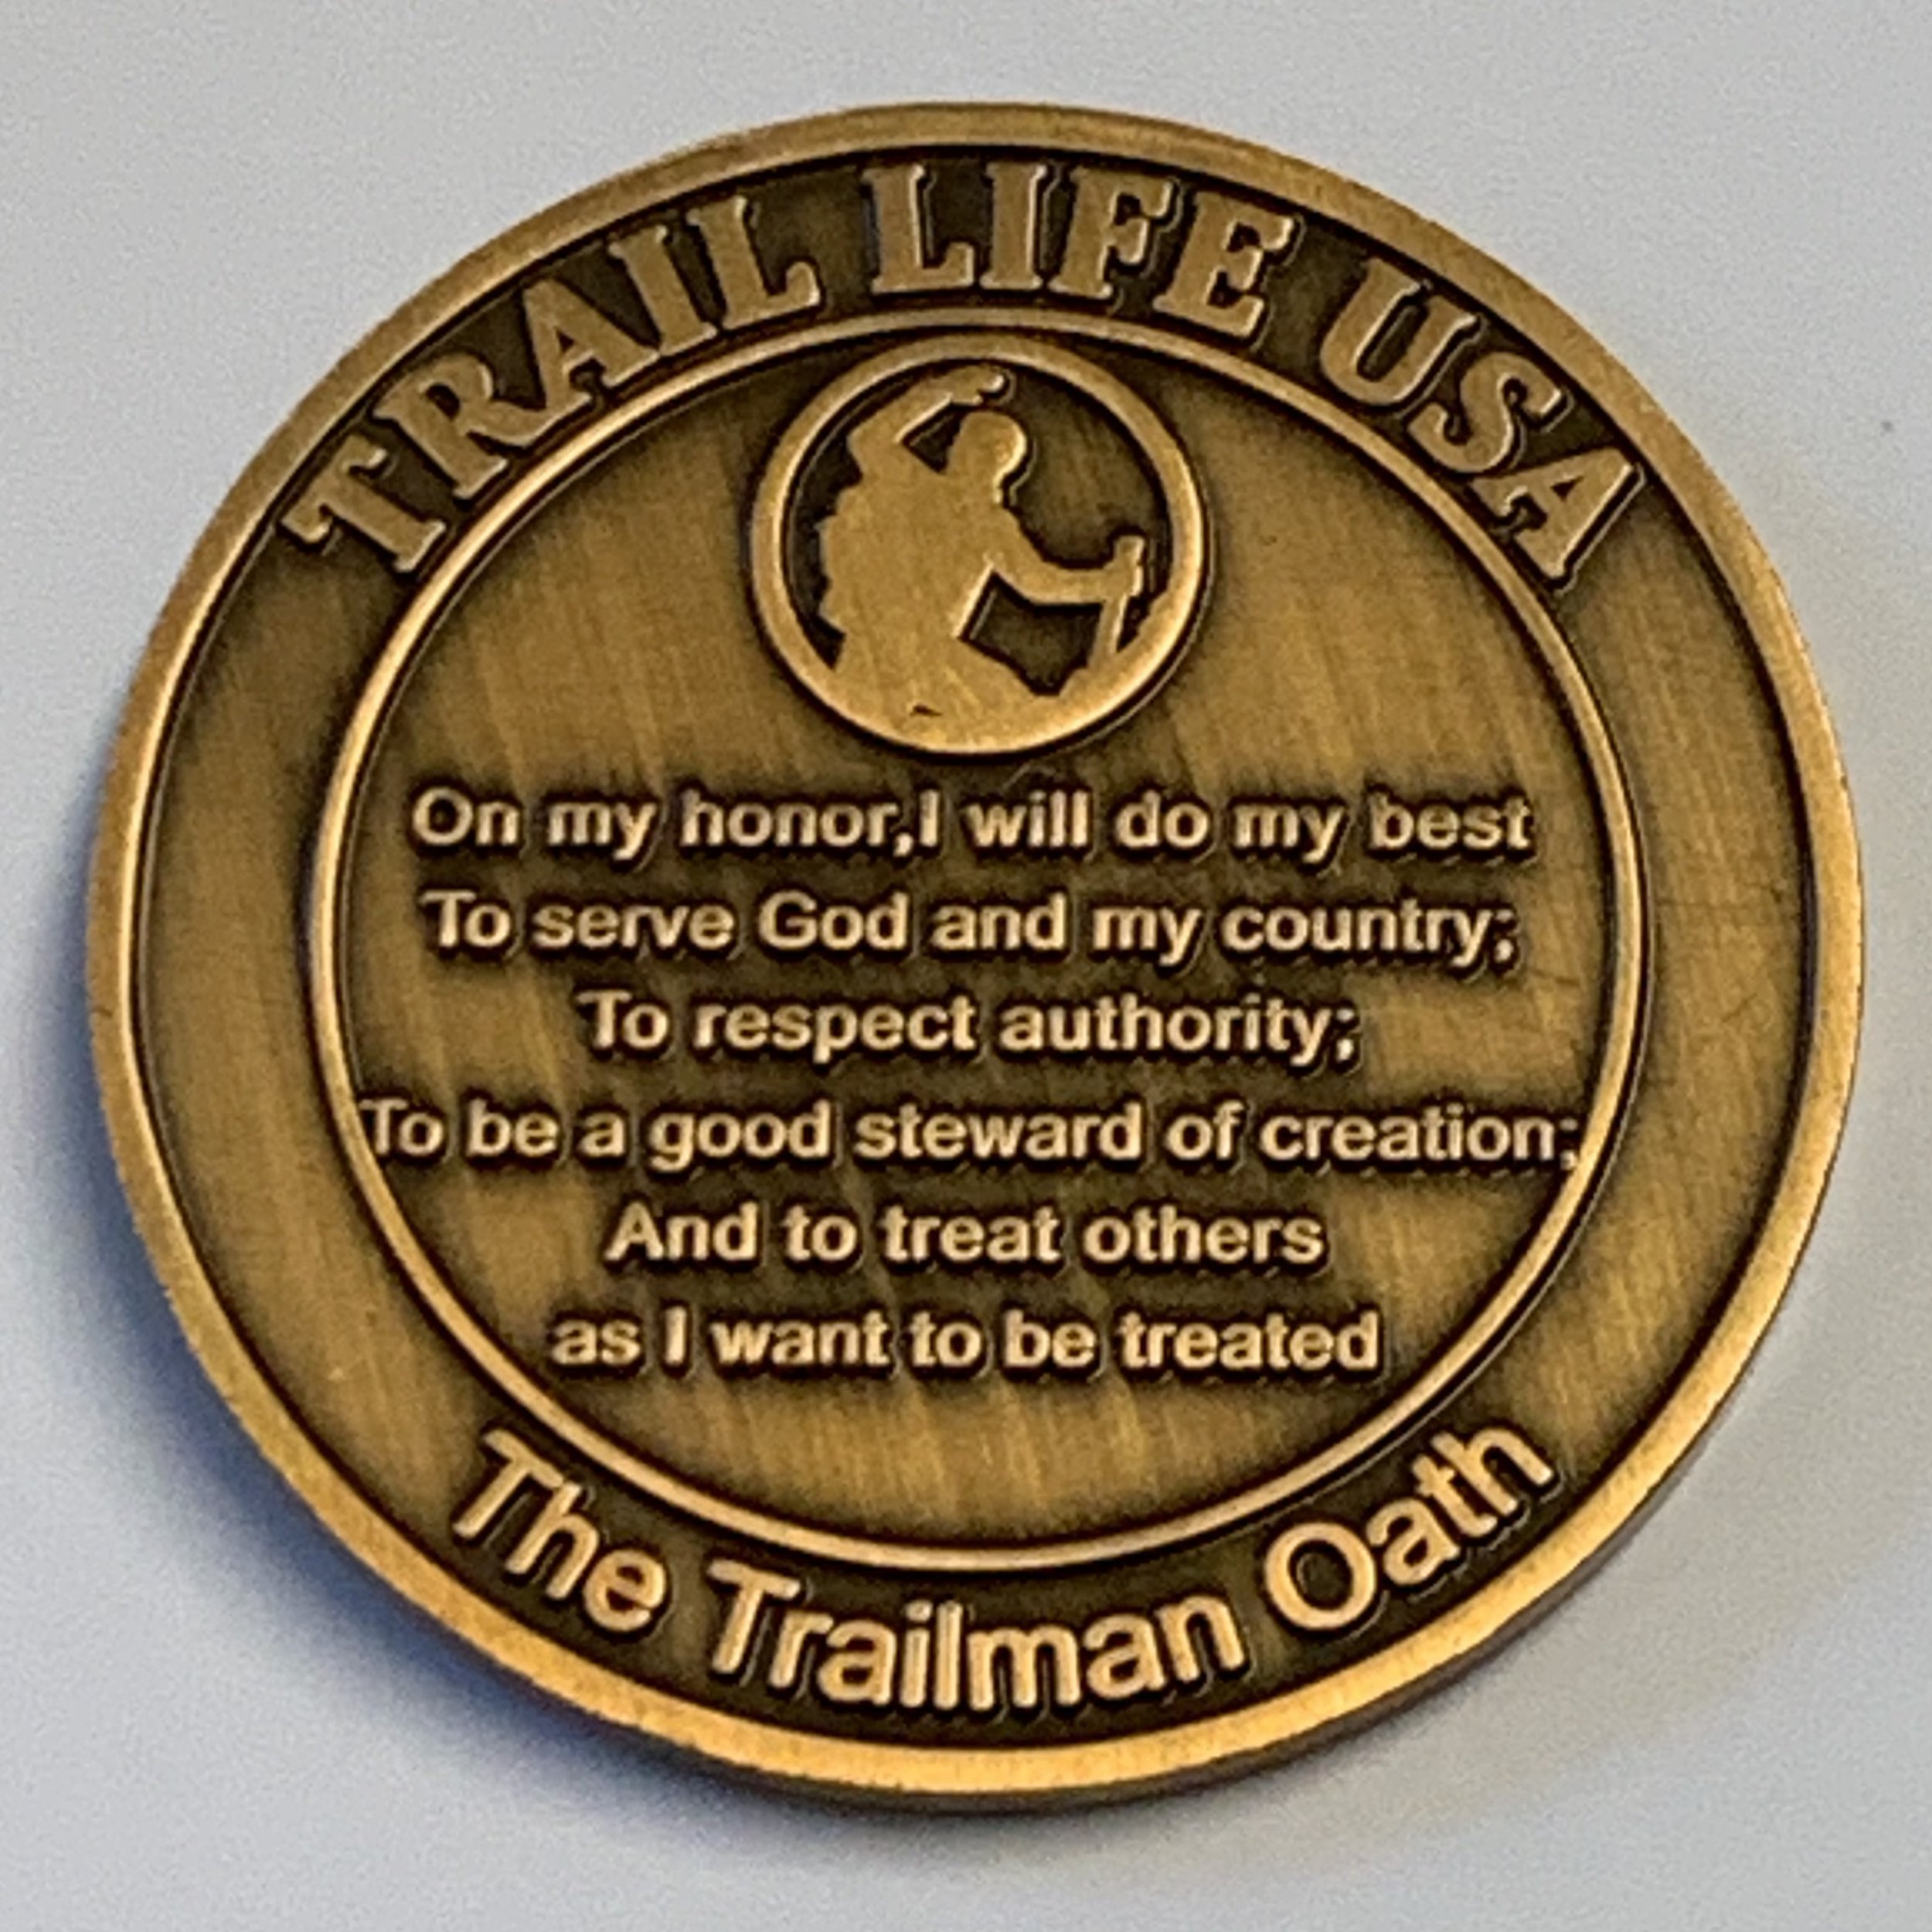 TRAIL LIFE USA
On my honor,I will do my best
To serve God and my country;
To respect authority;
To be a good steward of creation;
And to treat others
as I want to be treated
The Trailman Oath